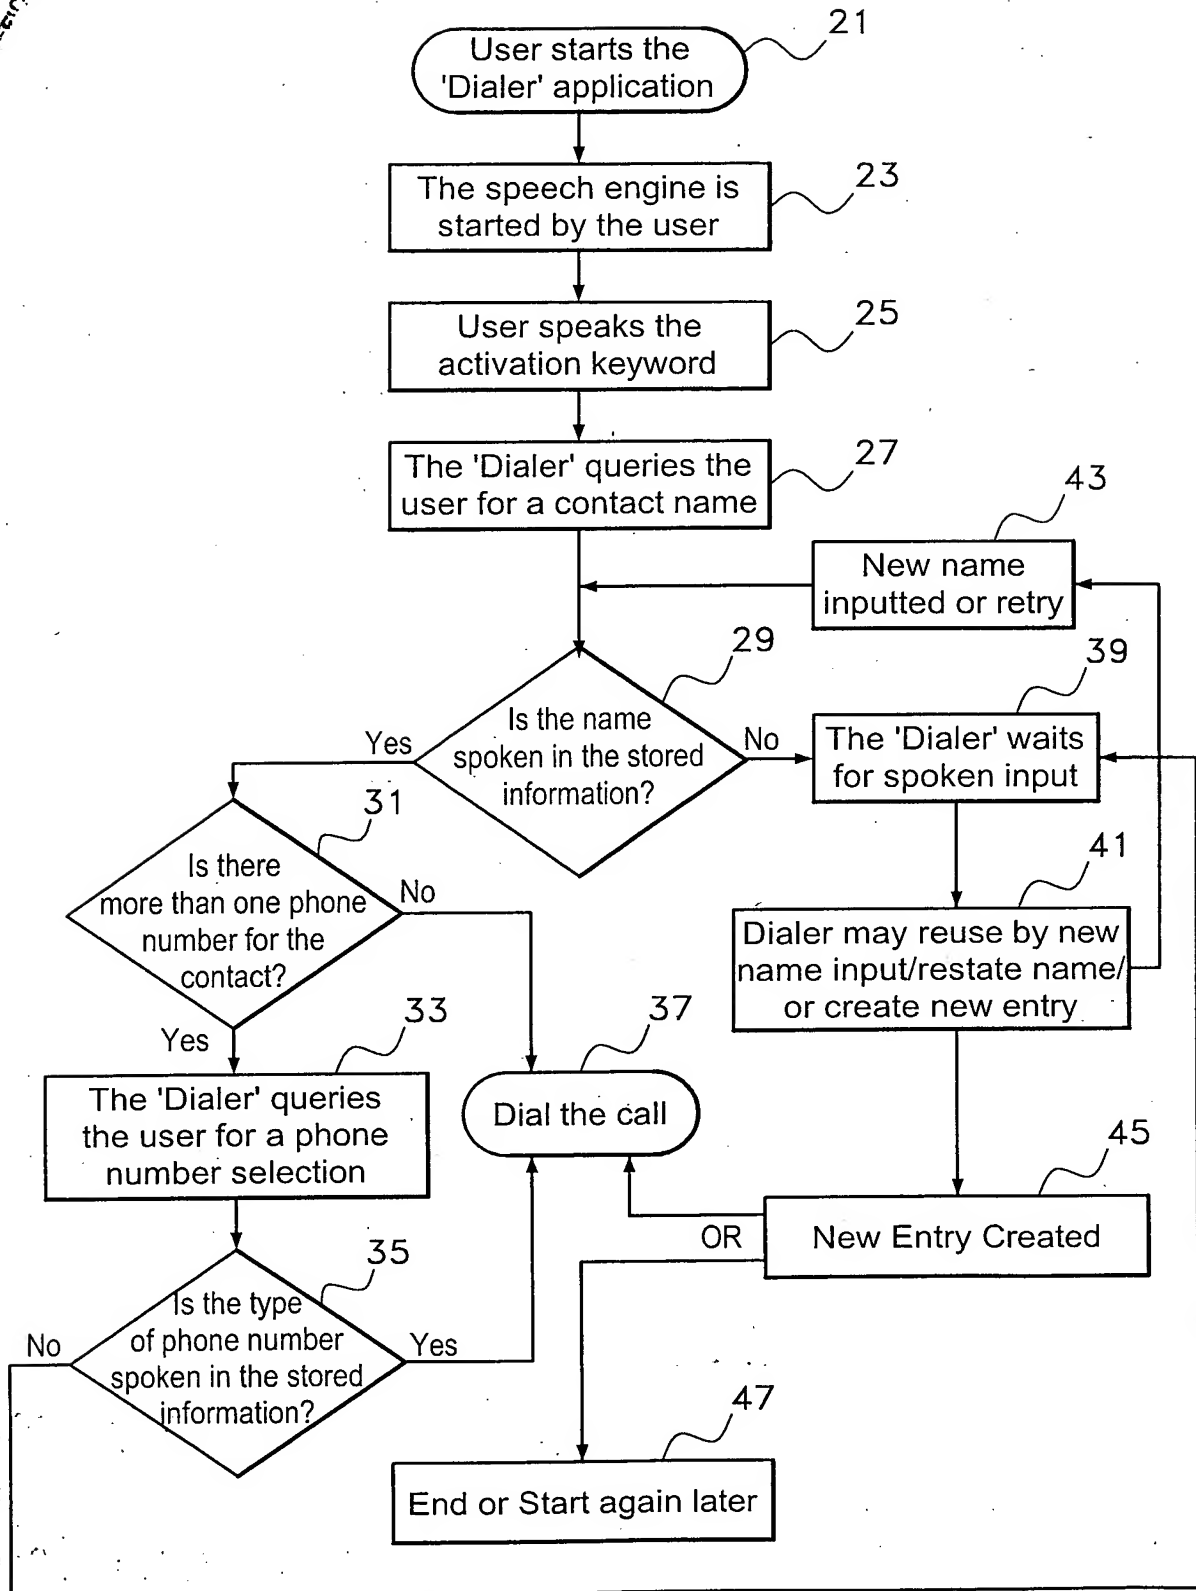 21
User starts the
'Dialer' application
23
The speech engine is
started by the user
25
User speaks the
activation keyword
27
The 'Dialer' queries the
user for a contact name
43
New name
inputted or retry
29
Is the name
spoken in the stored
information?
Yes
No
39
The 'Dialer' waits
for spoken input
31
Is there
more than one phone
number for the
contact?
No
Yes
41
Dialer may reuse by new
name input/restate name/
or create new entry
33
The 'Dialer' queries
the user for a phone
number selection
37
Dial the call
45
New Entry Created
OR
35
Is the type
of phone number
spoken in the stored
information?
No
Yes
47
End or Start again later